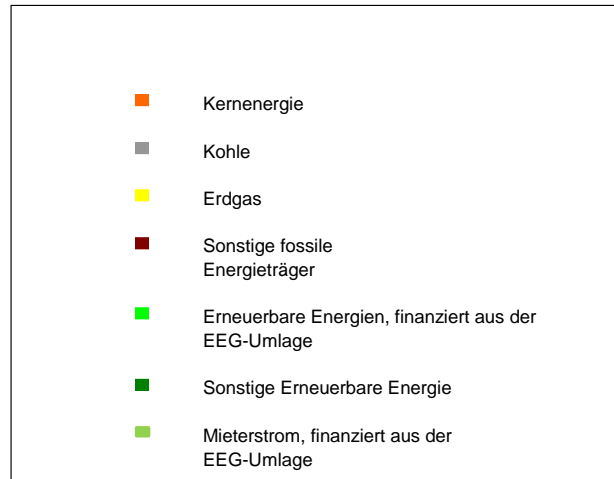 Kernenergie
Kohle
Erdgas
Sonstige fossile
Energieträger
Erneuerbare Energien, finanziert aus der
EEG-Umlage
Sonstige Erneuerbare Energie
Mieterstrom, finanziert aus der
EEG-Umlage